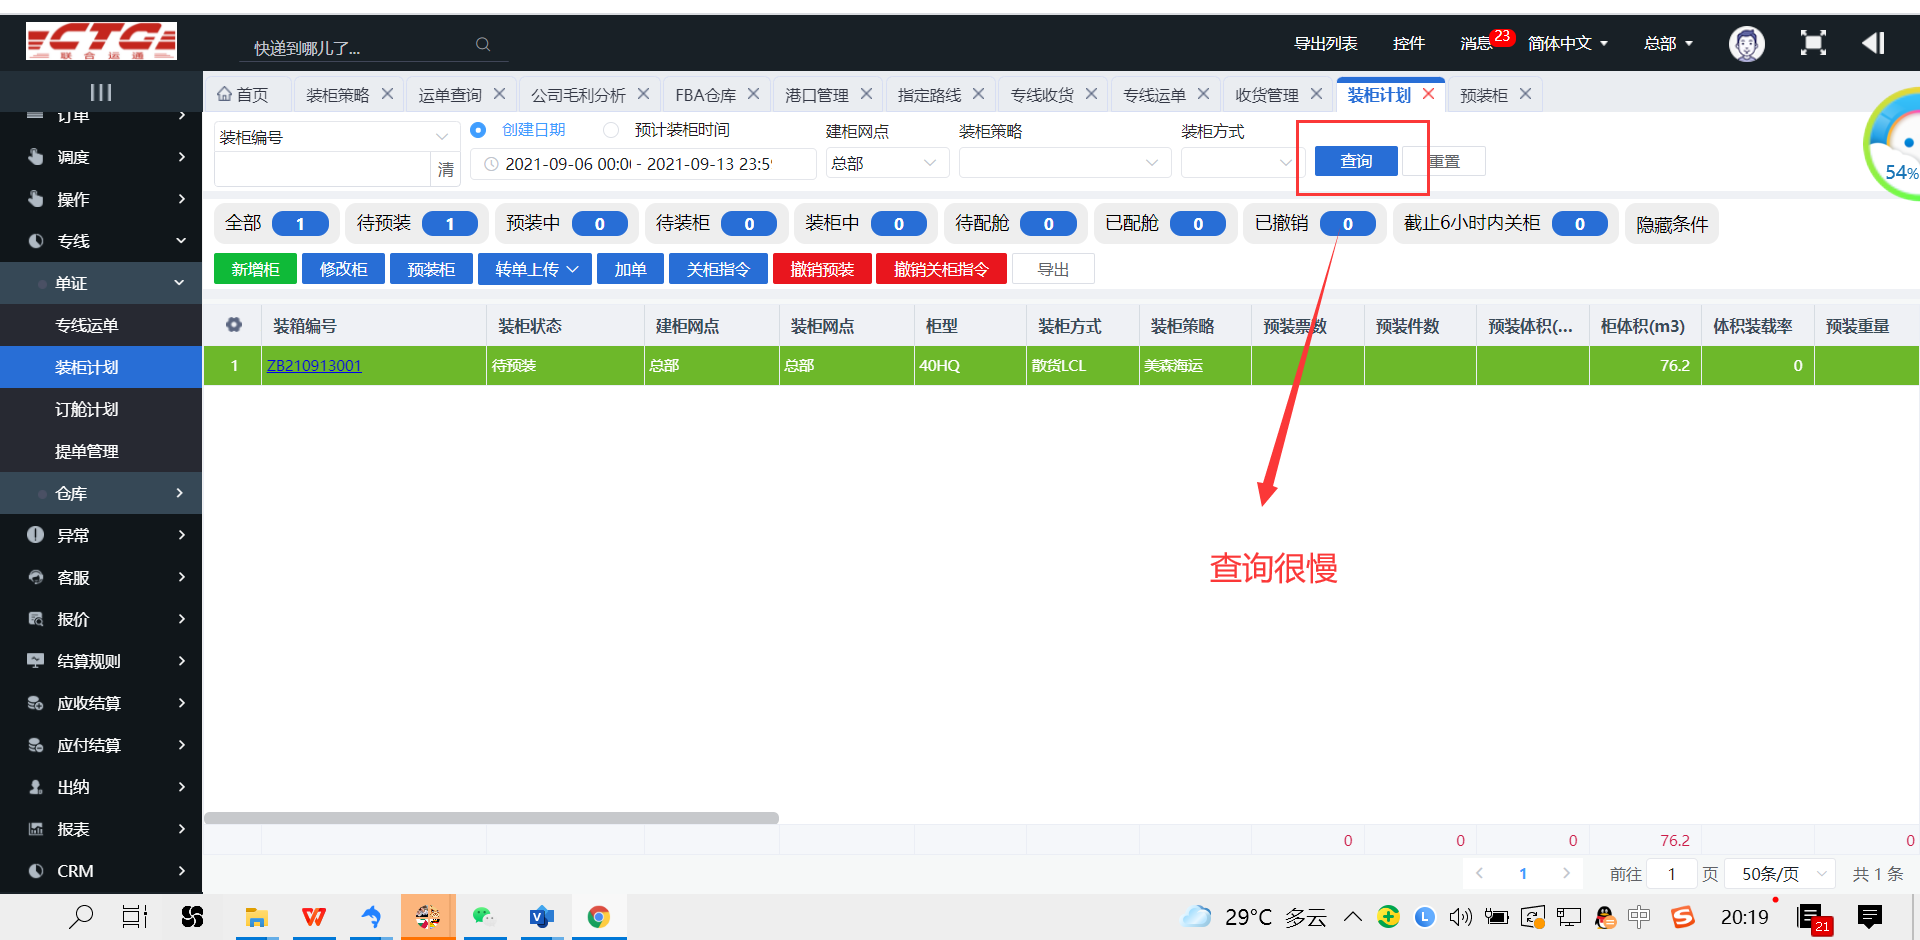 CTG
联合运通
快递到哪儿了...
导出列表
控件
消息
23
简体中文
总部
首页
装柜策略
运单查询
公司毛利分析
FBA仓库
港口管理
指定路线
专线收货
专线运单
收货管理
装柜计划
预装柜
订单
调度
操作
专线
单证
专线运单
装柜计划
订舱计划
提单管理
仓库
异常
客服
报价
结算规则
应收结算
应付结算
出纳
报表
CRM
装柜编号
清
创建日期
预计装柜时间
2021-09-06 00:0
- 2021-09-13 23:5
建柜网点
总部
装柜策略
装柜方式
查询
重置
54%
全部 1
待预装 1
预装中 0
待装柜 0
装柜中 0
待配舱 0
已配舱 0
已撤销 0
截止6小时内关柜 0
隐藏条件
新增柜
修改柜
预装柜
转单上传
加单
关柜指令
撤销预装
撤销关柜指令
导出
装箱编号 装柜状态 建柜网点 装柜网点 柜型 装柜方式 装柜策略 预装票数 预装件数 预装体积(... 柜体积(m3) 体积装载率 预装重量
1 ZB210913001 待预装 总部 总部 40HQ 散货LCL 美森海运 76.2 0
查询很慢
0 0 0 76.2 0
1
前往 1 页
50条/页
共 1 条
29°C 多云
中
20:19
21